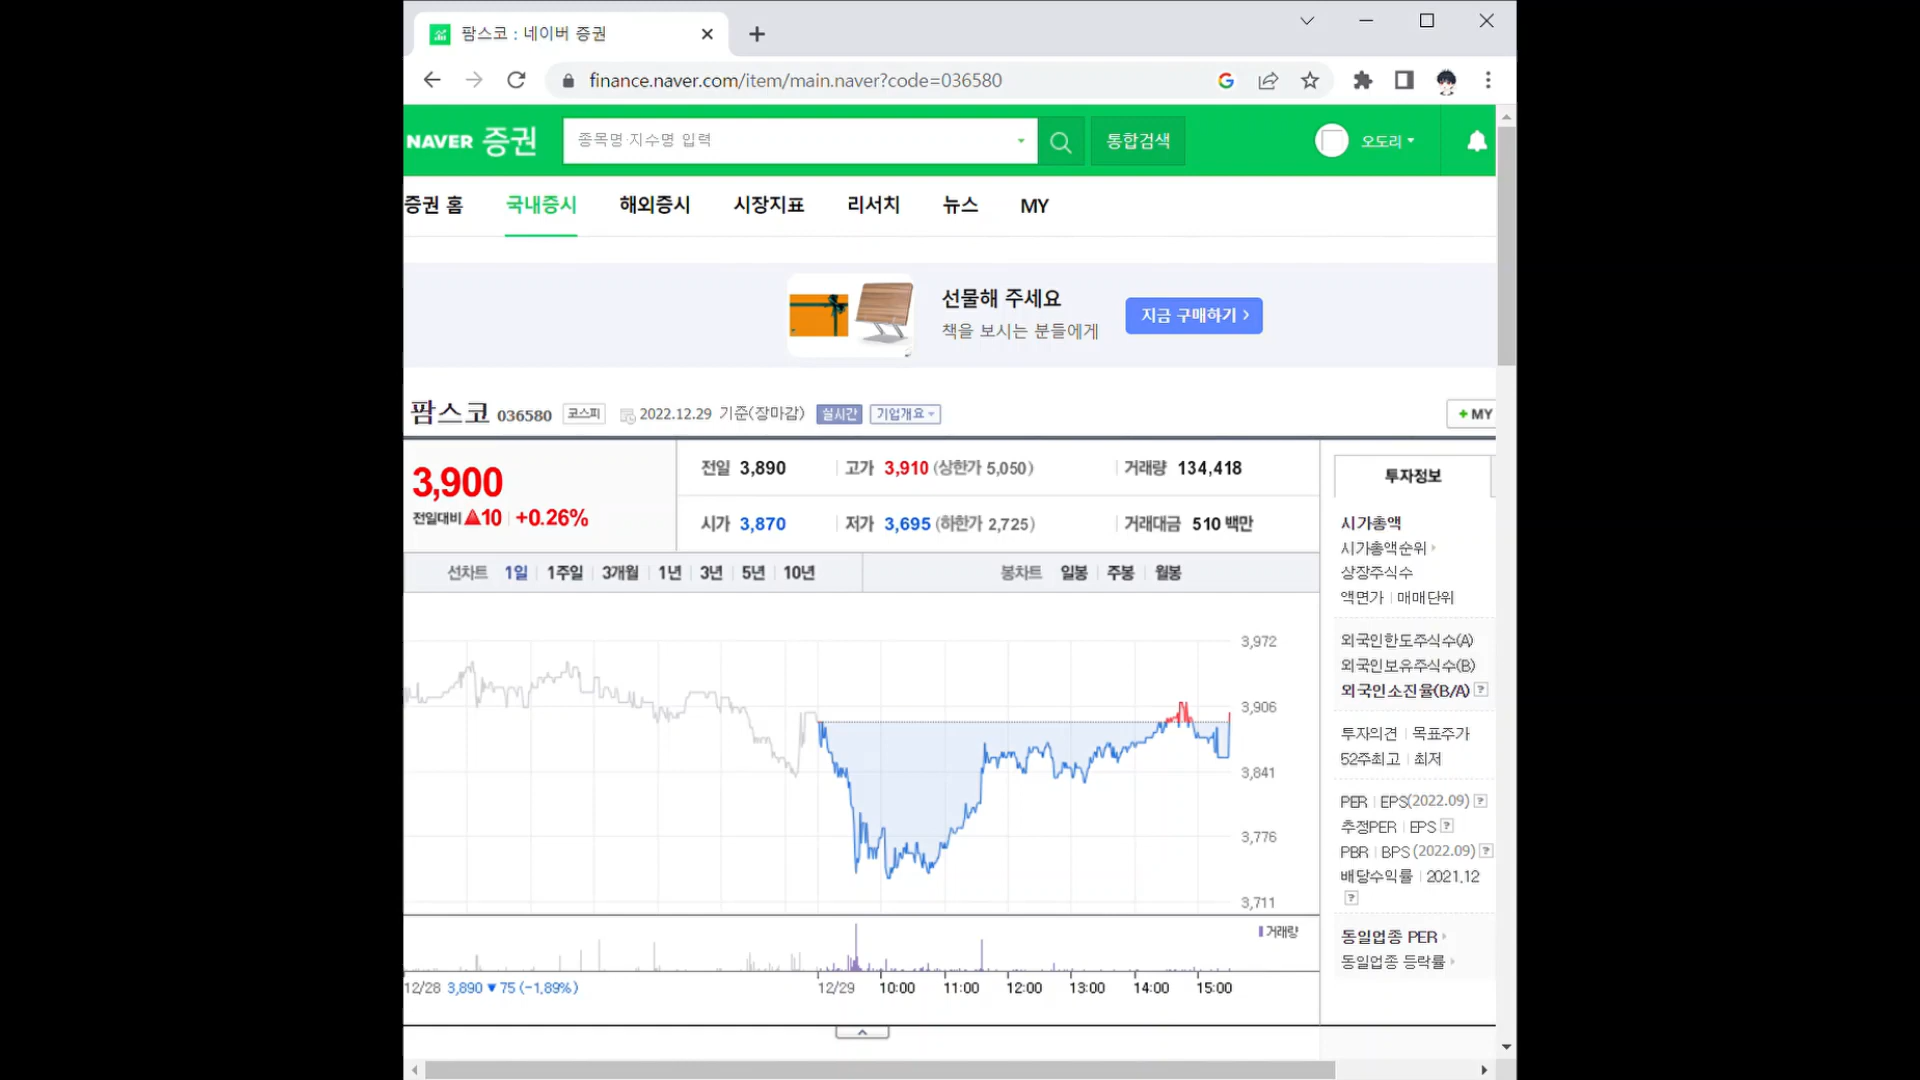 팜스코 : 네이버 증권
finance.naver.com/item/main.naver?code=036580
NAVER 증권 종목명·지수명 입력 통합검색 오도리
증권 홈 국내증시 해외증시 시장지표 리서치 뉴스 MY
선물해 주세요
책을 보시는 분들에게
지금 구매하기 >
팜스코 036580 코스피 2022.12.29 기준(장마감) 실시간 기업개요 + MY
3,900
전일대비 ▲10 +0.26%
전일 3,890 고가 3,910 (상한가 5,050) 거래량 134,418
시가 3,870 저가 3,695 (하한가 2,725) 거래대금 510 백만
선차트 1일 1주일 3개월 1년 3년 5년 10년 봉차트 일봉 주봉 월봉
3,972
3,906
3,841
3,776
3,711
거래량
12/28 3,890 ▼75 (-1.89%) 12/29 10:00 11:00 12:00 13:00 14:00 15:00
투자정보
시가총액
시가총액순위
상장주식수
액면가 | 매매단위
외국인한도주식수(A)
외국인보유주식수(B)
외국인소진율(B/A) ?
투자의견 | 목표주가
52주최고 | 최저
PER | EPS(2022.09) ?
추정PER | EPS ?
PBR | BPS (2022.09) ?
배당수익률 | 2021.12
?
동일업종 PER
동일업종 등락률